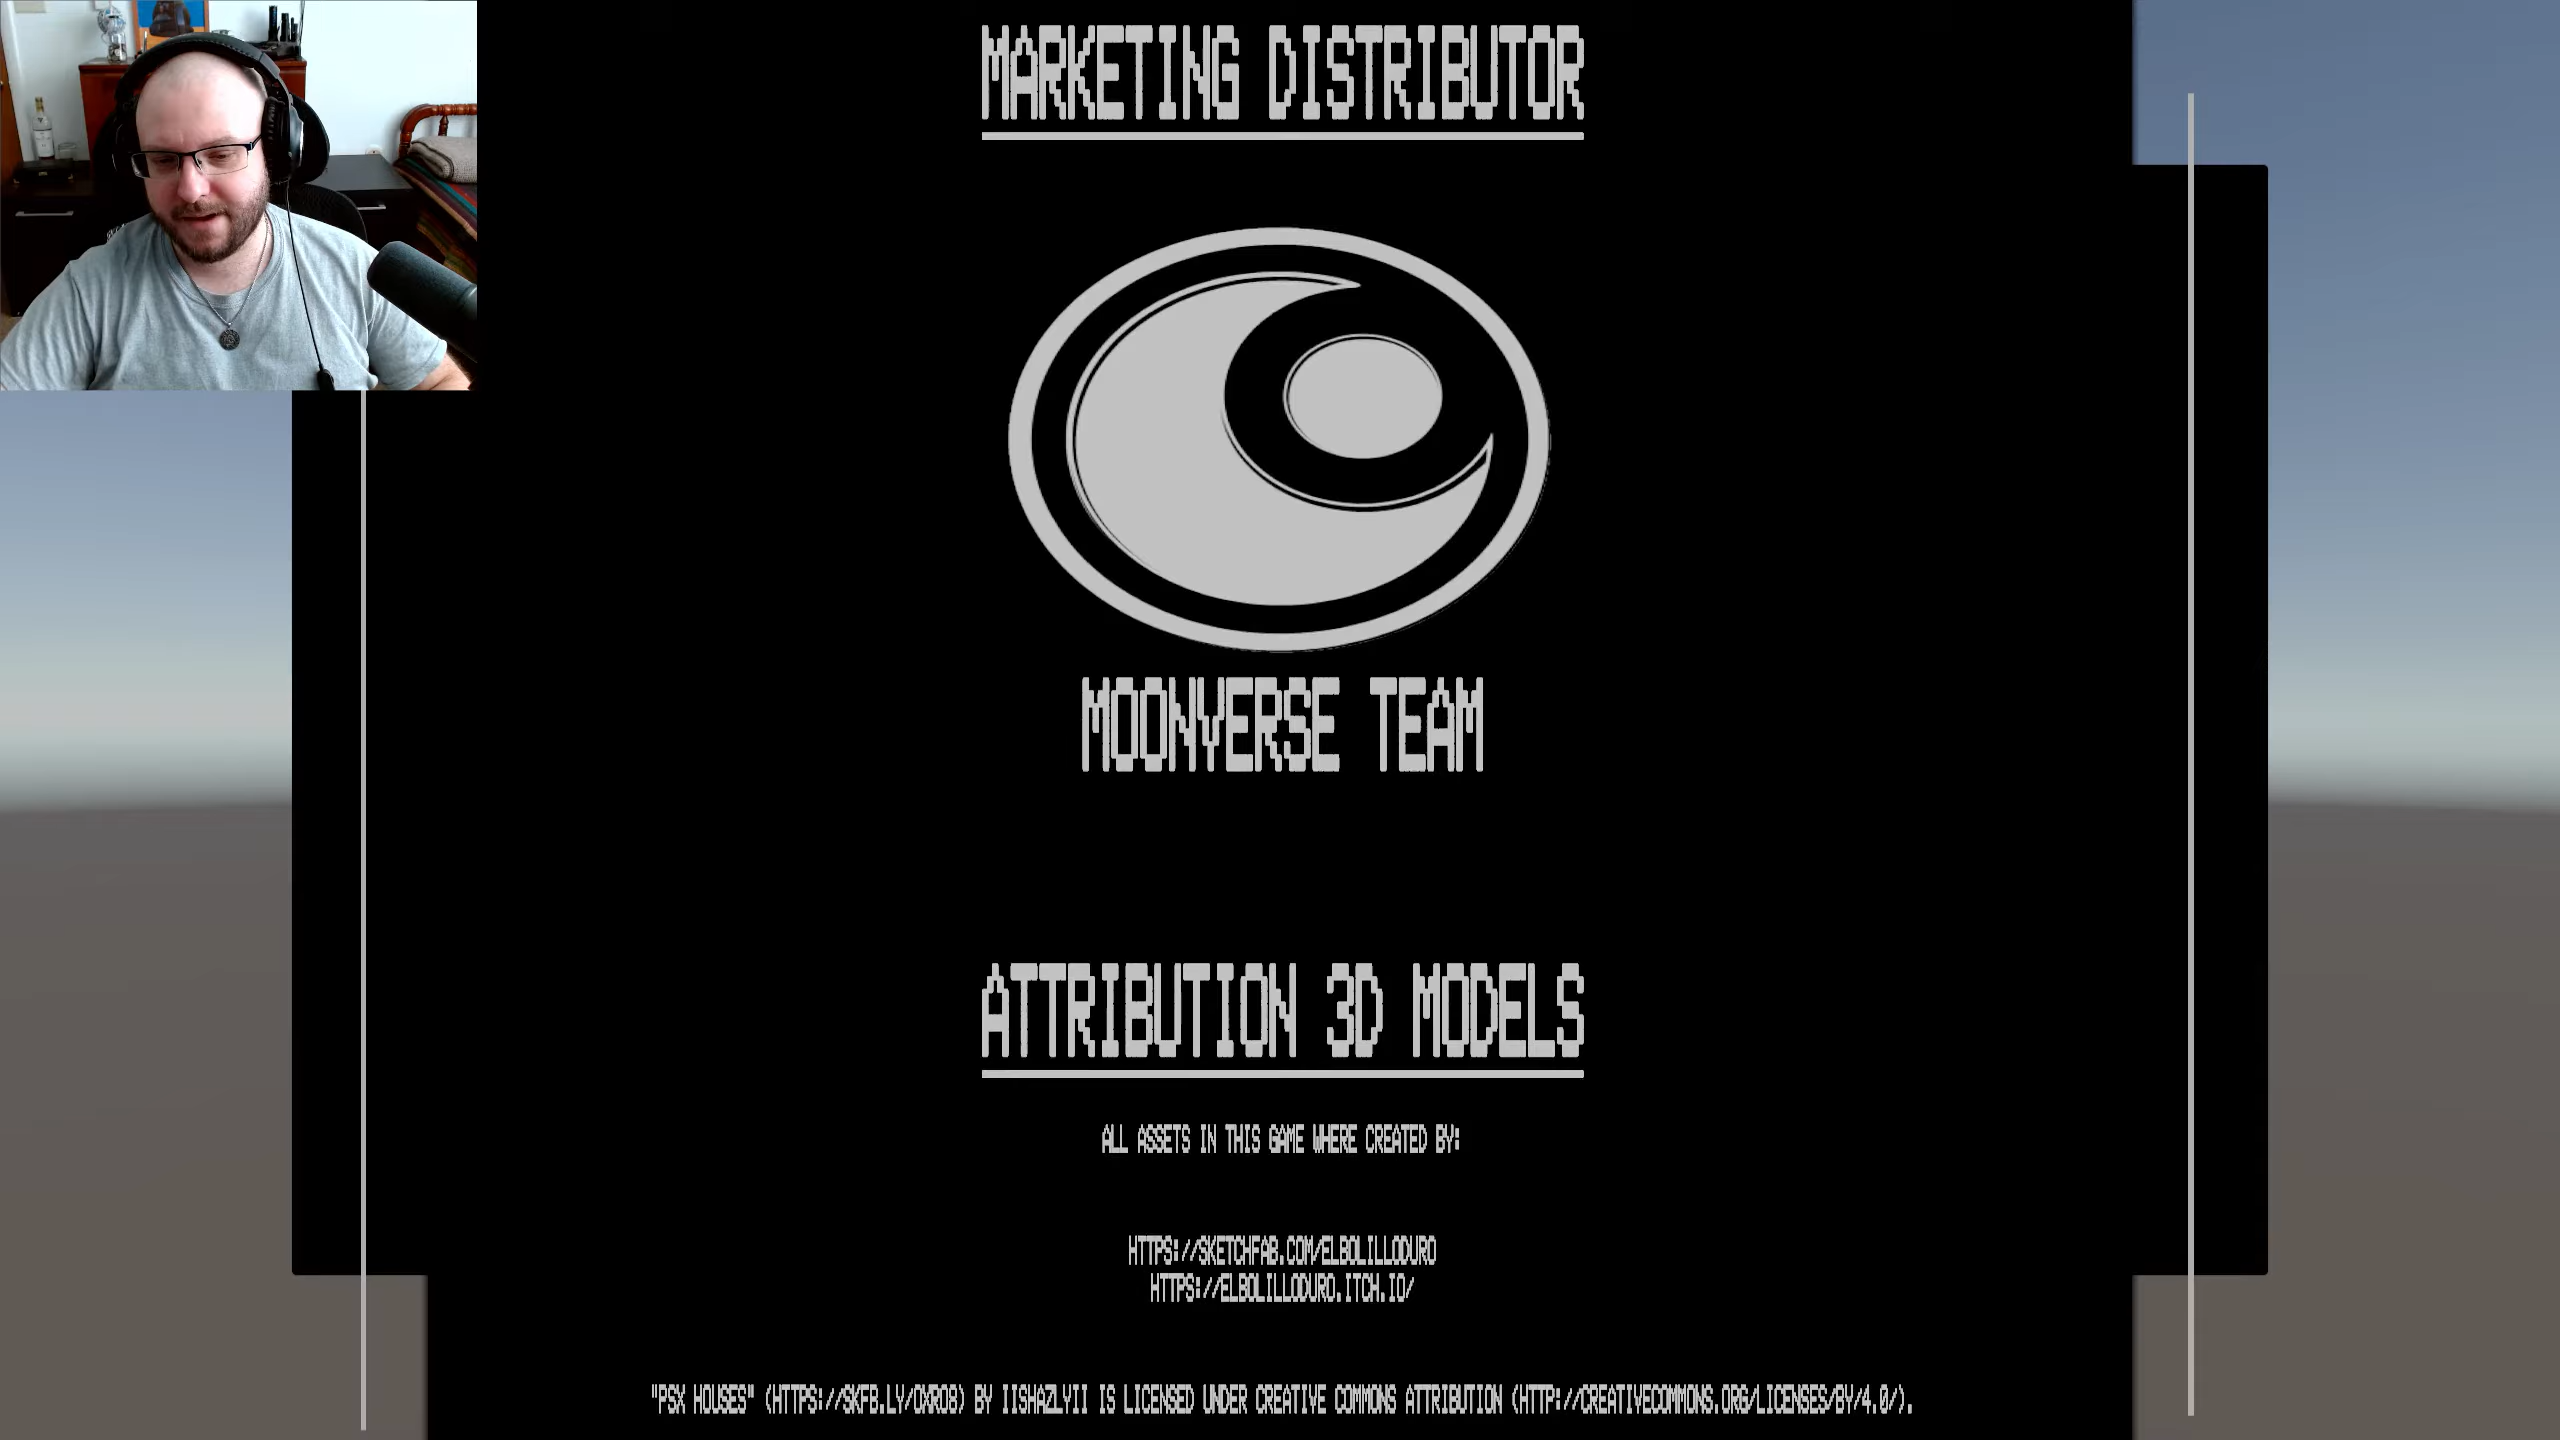 MARKETING DISTRIBUTOR
MOONVERSE TEAM
ATTRIBUTION 3D MODELS
ALL ASSETS IN THIS GAME WHERE CREATED BY:
HTTPS://SKETCHFAB.COM/ELBOLILLODURO
HTTPS://ELBOLILLODURO.ITCH.IO/
"PSX HOUSES" (HTTPS://SKFB.LY/OXRO8) BY IISHAZLYII IS LICENSED UNDER CREATIVE COMMONS ATTRIBUTION (HTTP://CREATIVECOMMONS.ORG/LICENSES/BY/4.0/).